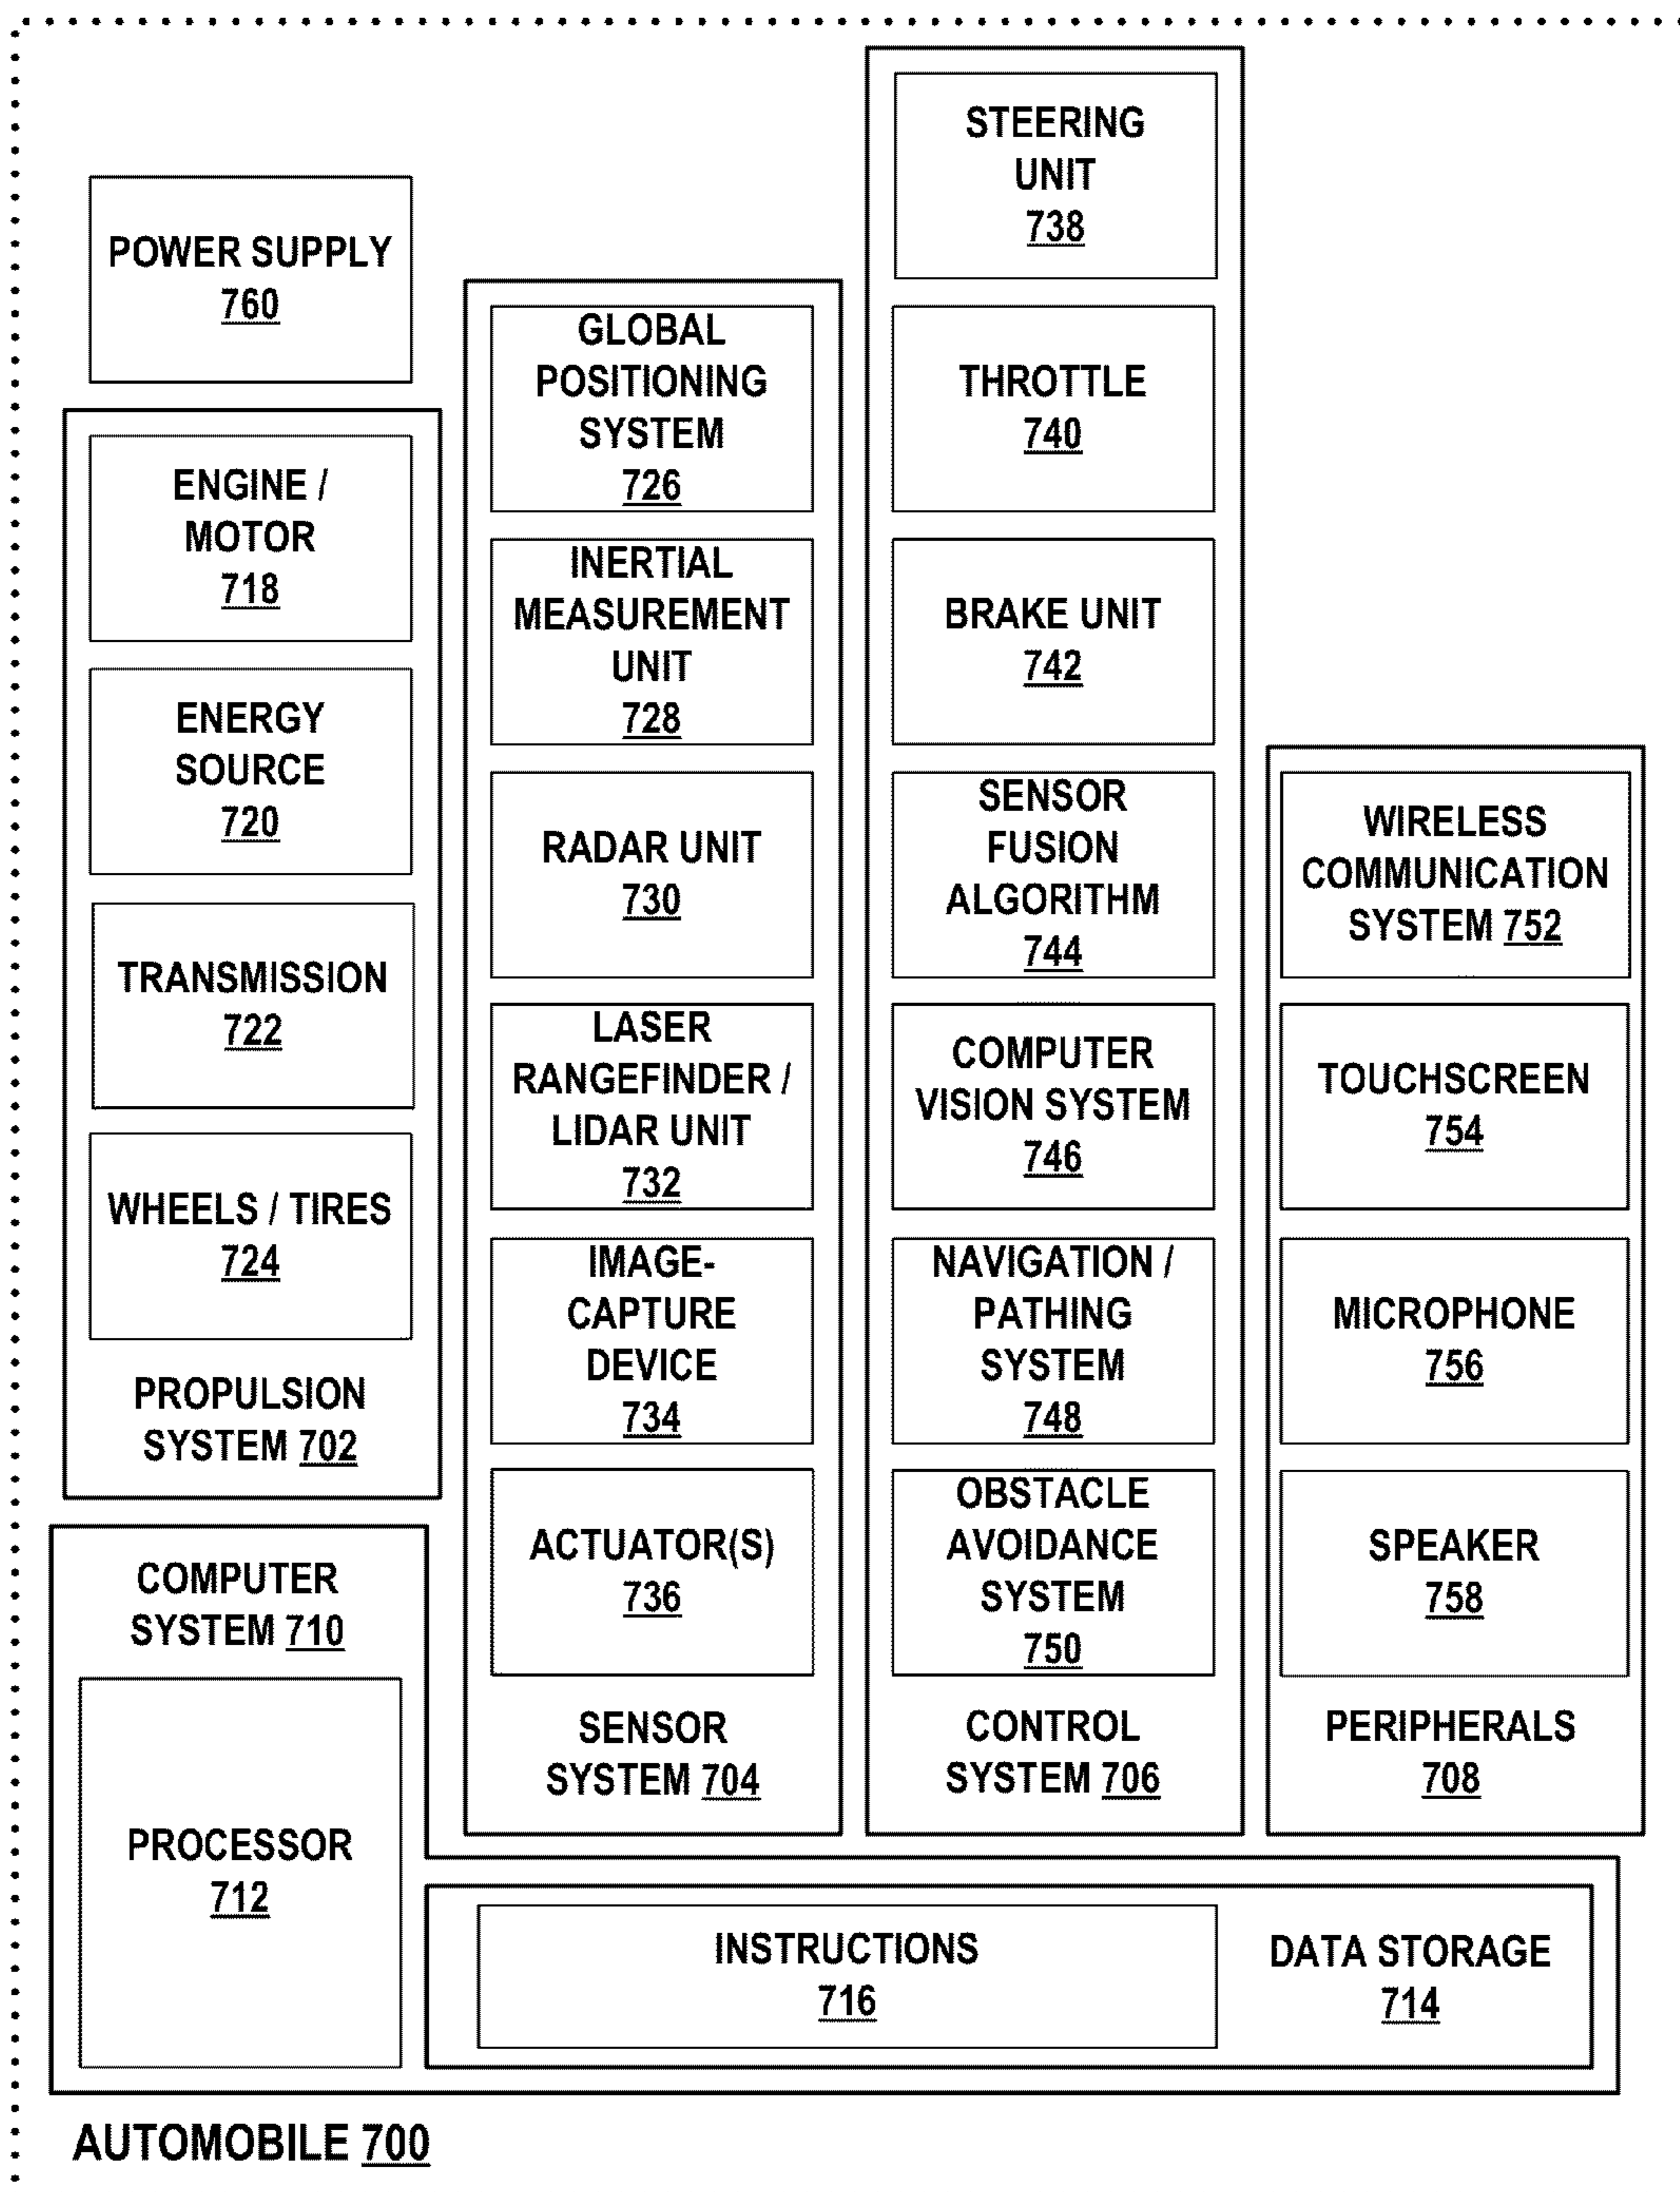 POWER SUPPLY
760
ENGINE /
MOTOR
718
ENERGY
SOURCE
720
TRANSMISSION
722
WHEELS / TIRES
724
PROPULSION
SYSTEM 702
GLOBAL
POSITIONING
SYSTEM
726
INERTIAL
MEASUREMENT
UNIT
728
RADAR UNIT
730
LASER
RANGEFINDER /
LIDAR UNIT
732
IMAGE-
CAPTURE
DEVICE
734
ACTUATOR(S)
736
SENSOR
SYSTEM 704
STEERING
UNIT
738
THROTTLE
740
BRAKE UNIT
742
SENSOR
FUSION
ALGORITHM
744
COMPUTER
VISION SYSTEM
746
NAVIGATION /
PATHING
SYSTEM
748
OBSTACLE
AVOIDANCE
SYSTEM
750
CONTROL
SYSTEM 706
WIRELESS
COMMUNICATION
SYSTEM 752
TOUCHSCREEN
754
MICROPHONE
756
SPEAKER
758
PERIPHERALS
708
COMPUTER
SYSTEM 710
PROCESSOR
712
INSTRUCTIONS
716
DATA STORAGE
714
AUTOMOBILE 700